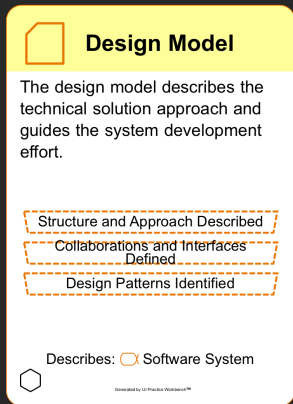 Design Model
The design model describes the
technical solution approach and
guides the system development
effort.
Structure and Approach Described
Collaborations and Interfaces
Defined
Design Patterns Identified
Describes: Software System
Generated by IJI Practice Workbench™